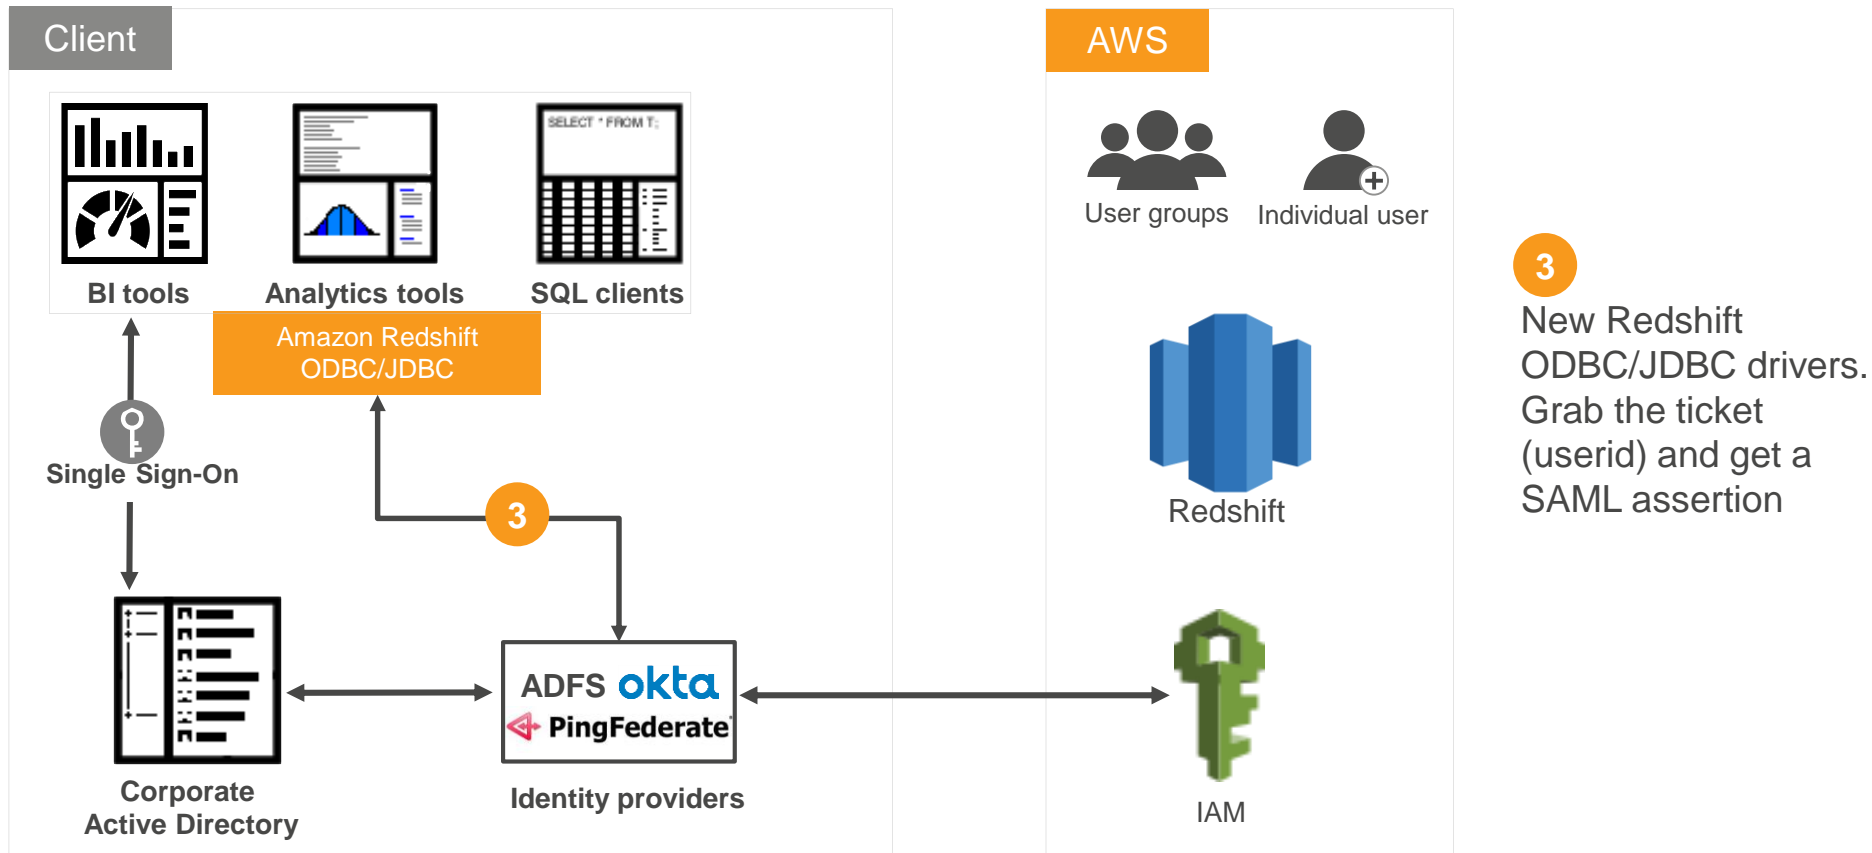 Client
AWS
SELECT * FROM T;
BI tools
Analytics tools
SQL clients
Amazon Redshift
ODBC/JDBC
Single Sign-On
3
Corporate
Active Directory
ADFS okta
PingFederate
Identity providers
User groups
Individual user
Redshift
IAM
3
New Redshift
ODBC/JDBC drivers.
Grab the ticket
(userid) and get a
SAML assertion